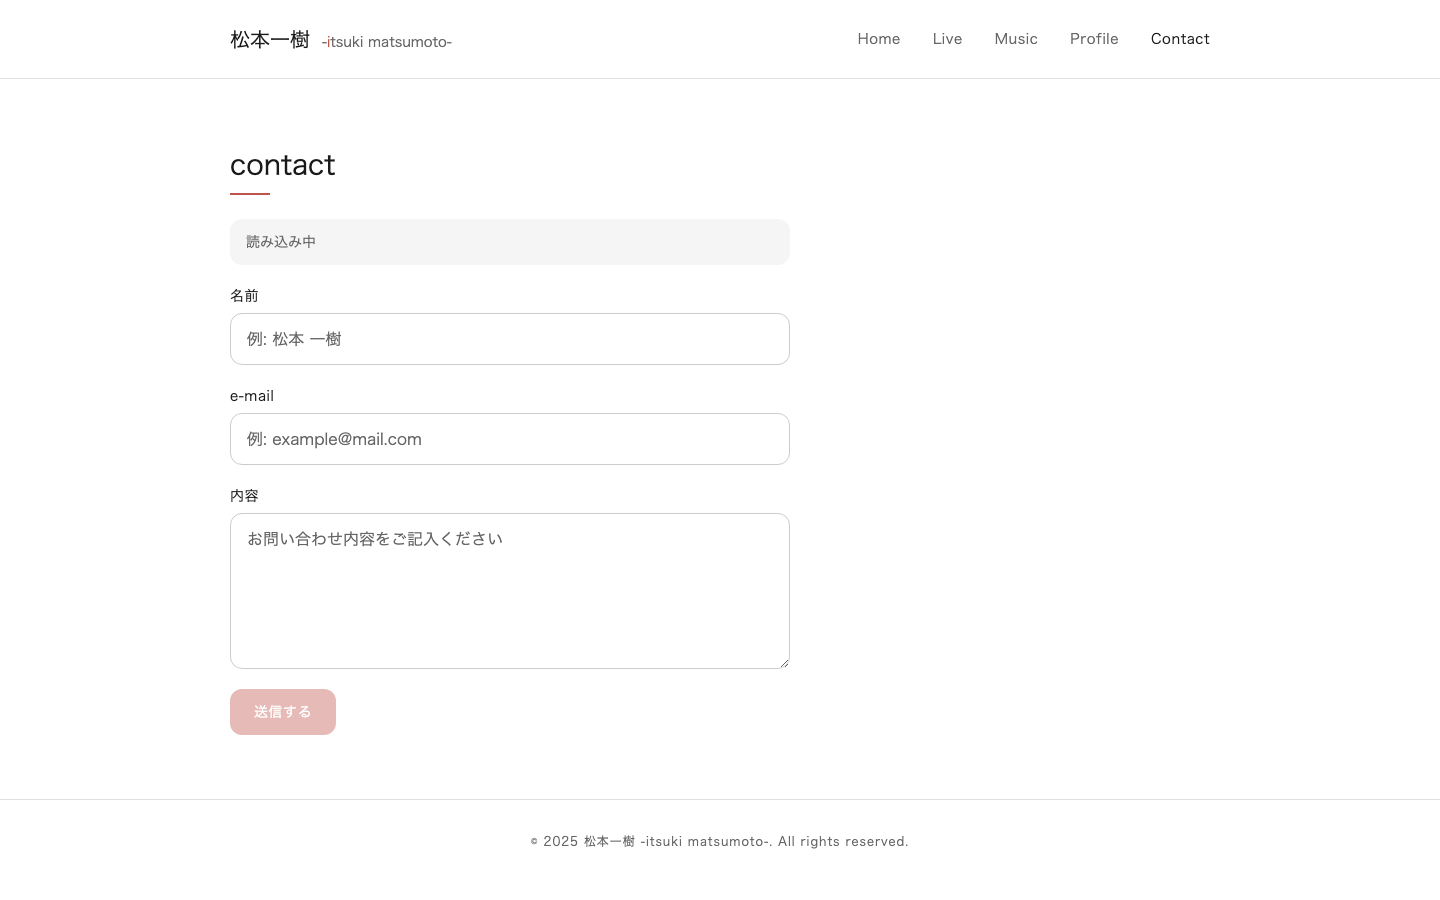 松本一樹 -itsuki matsumoto-
Home Live Music Profile Contact
contact
読み込み中
名前
例: 松本 一樹
e-mail
例: example@mail.com
内容
お問い合わせ内容をご記入ください
送信する
© 2025 松本一樹 -itsuki matsumoto-. All rights reserved.